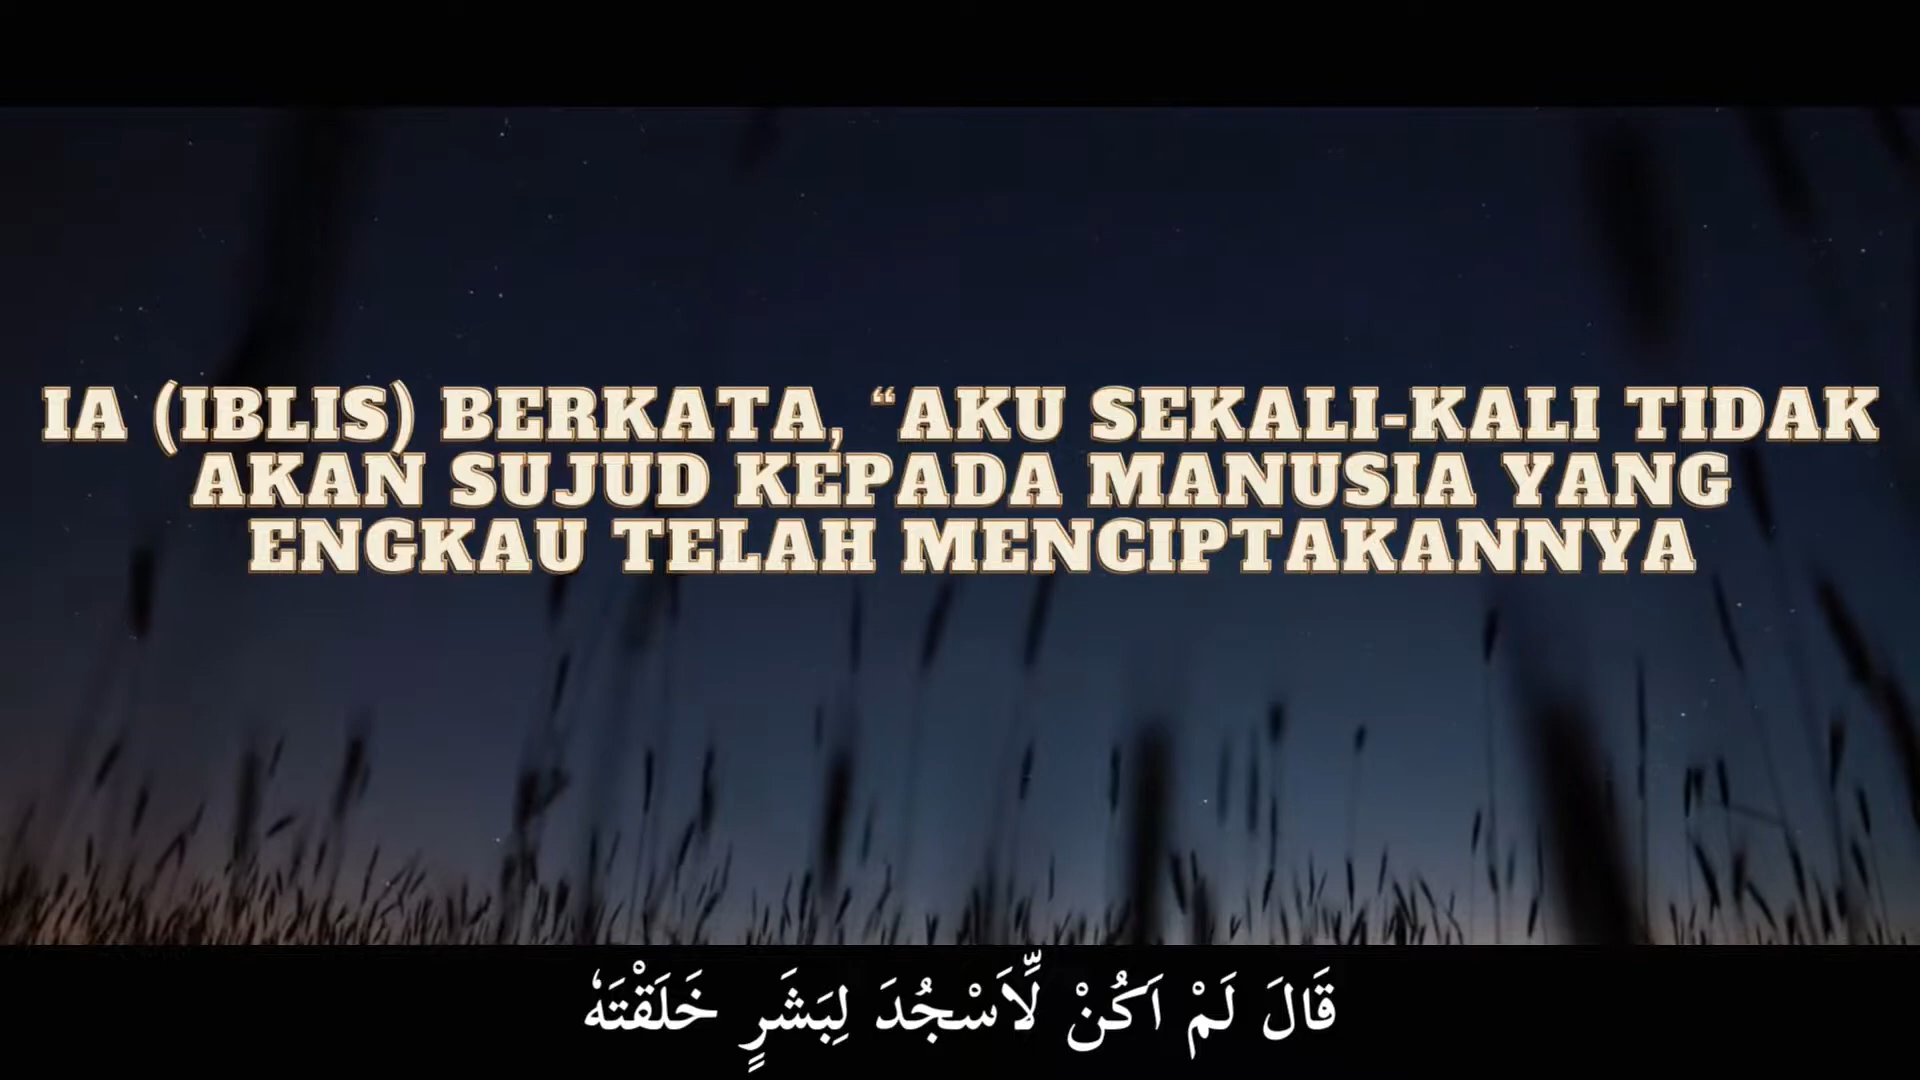 IA (IBLIS) BERKATA, “AKU SEKALI-KALI TIDAK
AKAN SUJUD KEPADA MANUSIA YANG
ENGKAU TELAH MENCIPTAKANNYA
قَالَ لَمْ اَكُنْ لِّاَسْجُدَ لِبَشَرٍ خَلَقْتَهٗ